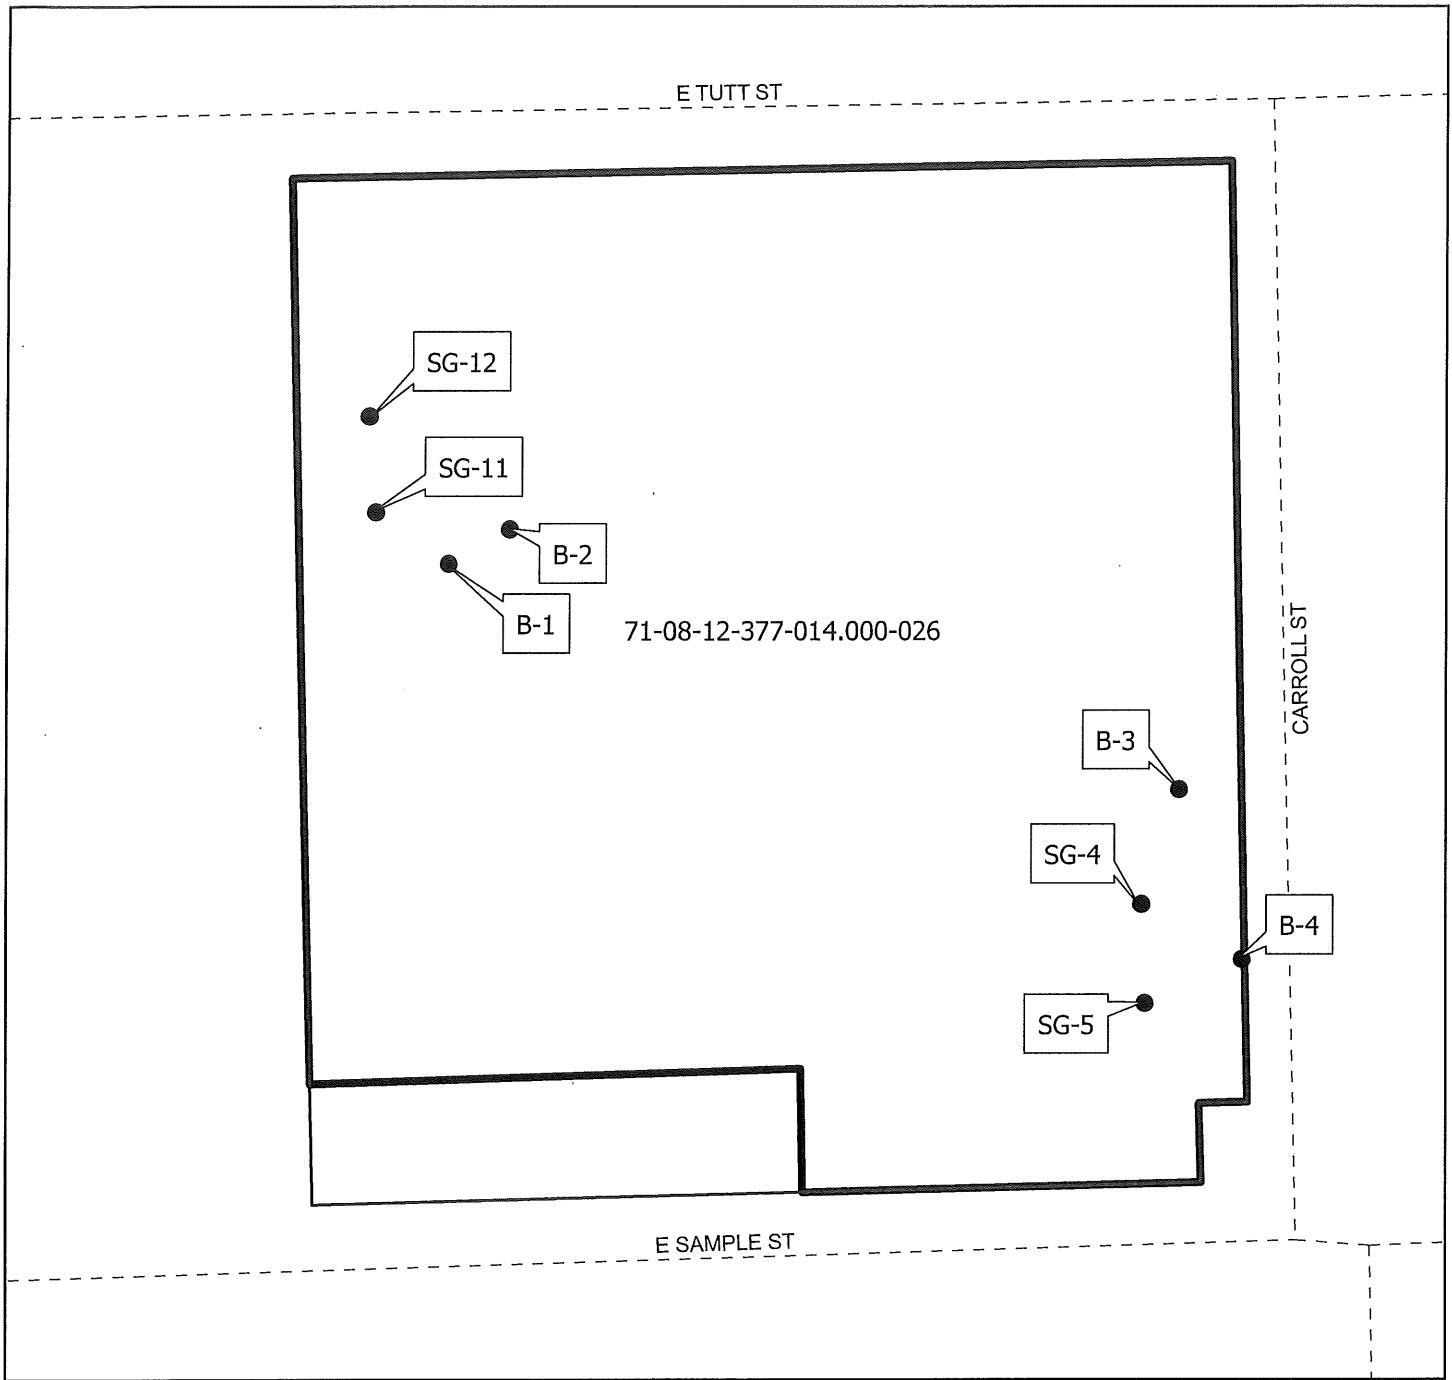 E TUTT ST
SG-12
SG-11
B-2
B-1
71-08-12-377-014.000-026
CARROLL ST
B-3
SG-4
B-4
SG-5
E SAMPLE ST